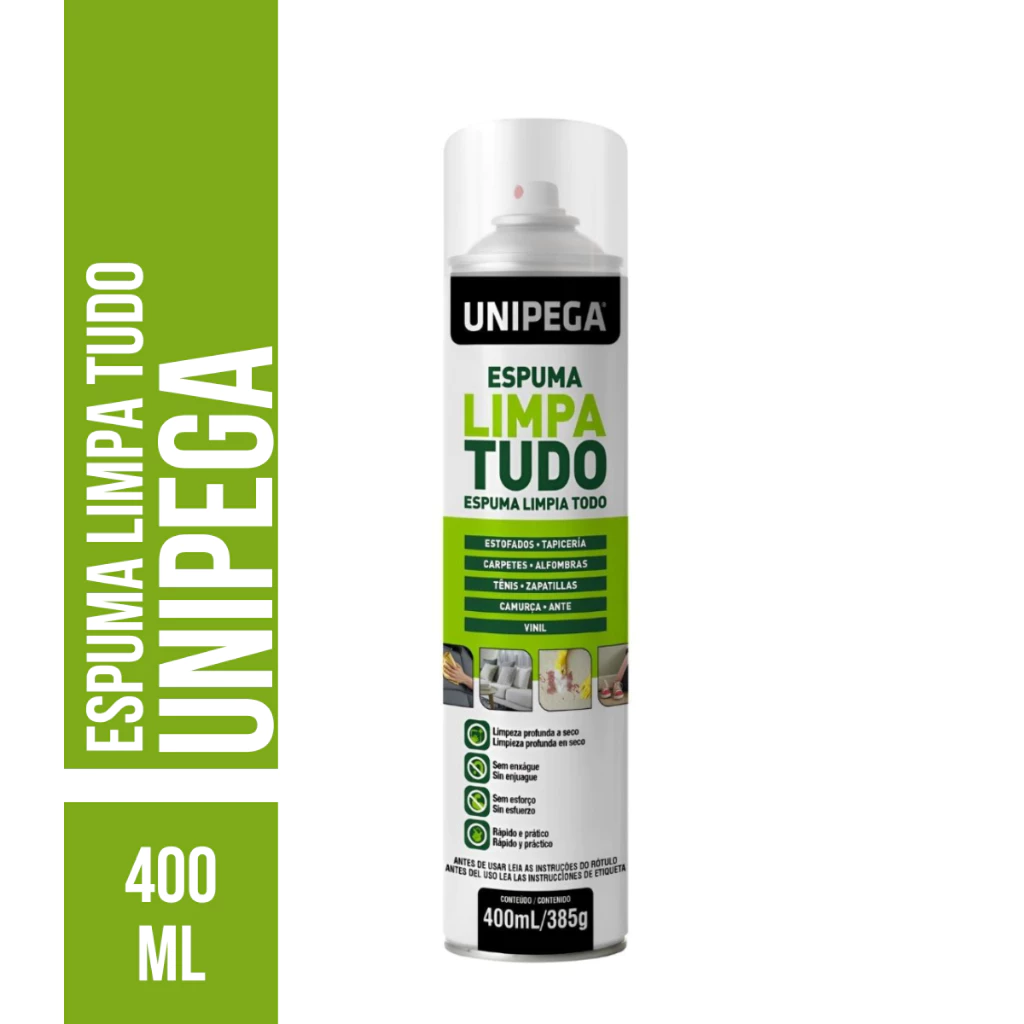 ESPUMA LIMPA TUDO
UNIPEGA
400
ML
UNIPEGA®
ESPUMA
LIMPA
TUDO
ESPUMA LIMPIA TODO
ESTOFADOS • TAPICERÍA
CARPETES • ALFOMBRAS
TÊNIS • ZAPATILLAS
CAMURÇA • ANTE
VINIL
Limpeza profunda a seco
Limpieza profunda en seco
Sem enxágue
Sin enjuague
Sem esforço
Sin esfuerzo
Rápido e prático
Rápido y práctico
ANTES DE USAR LEIA AS INSTRUÇÕES DO RÓTULO
ANTES DEL USO LEA LAS INSTRUCCIONES DE ETIQUETA
CONTEÚDO / CONTENIDO
400mL/385g